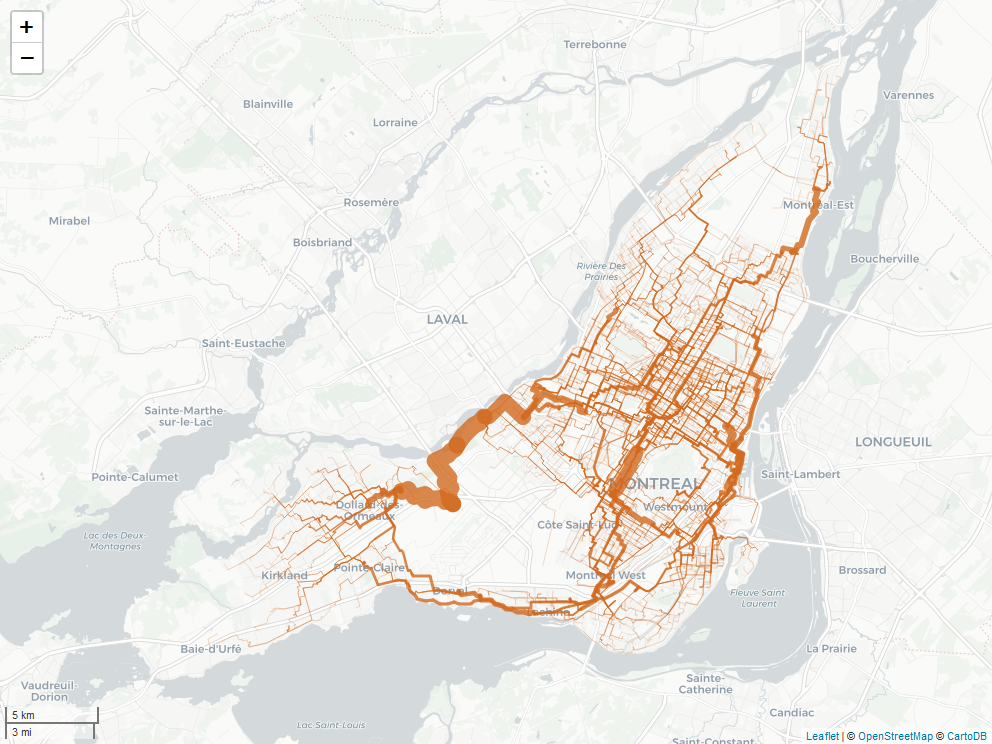 +
−
Terrebonne
Blainville
Varennes
Lorraine
Rosemère
Montréal-Est
Mirabel
Boisbriand
Boucherville
Rivière Des
Prairies
LAVAL
Saint-Eustache
Sainte-Marthe-
sur-le-Lac
LONGUEUIL
Pointe-Calumet
Saint-Lambert
MONTREAL
Dollard-des-
Ormeaux
Westmount
Côte Saint-Luc
Lac des Deux-
Montagnes
Kirkland
Pointe-Claire
Montréal West
Brossard
Dorval
Fleuve Saint
Laurent
Lachine
Baie-d'Urfé
La Prairie
Vaudreuil-
Dorion
Sainte-
Catherine
Candiac
5 km
3 mi
Lac Saint-Louis
Saint-Constant
Leaflet | © OpenStreetMap © CartoDB